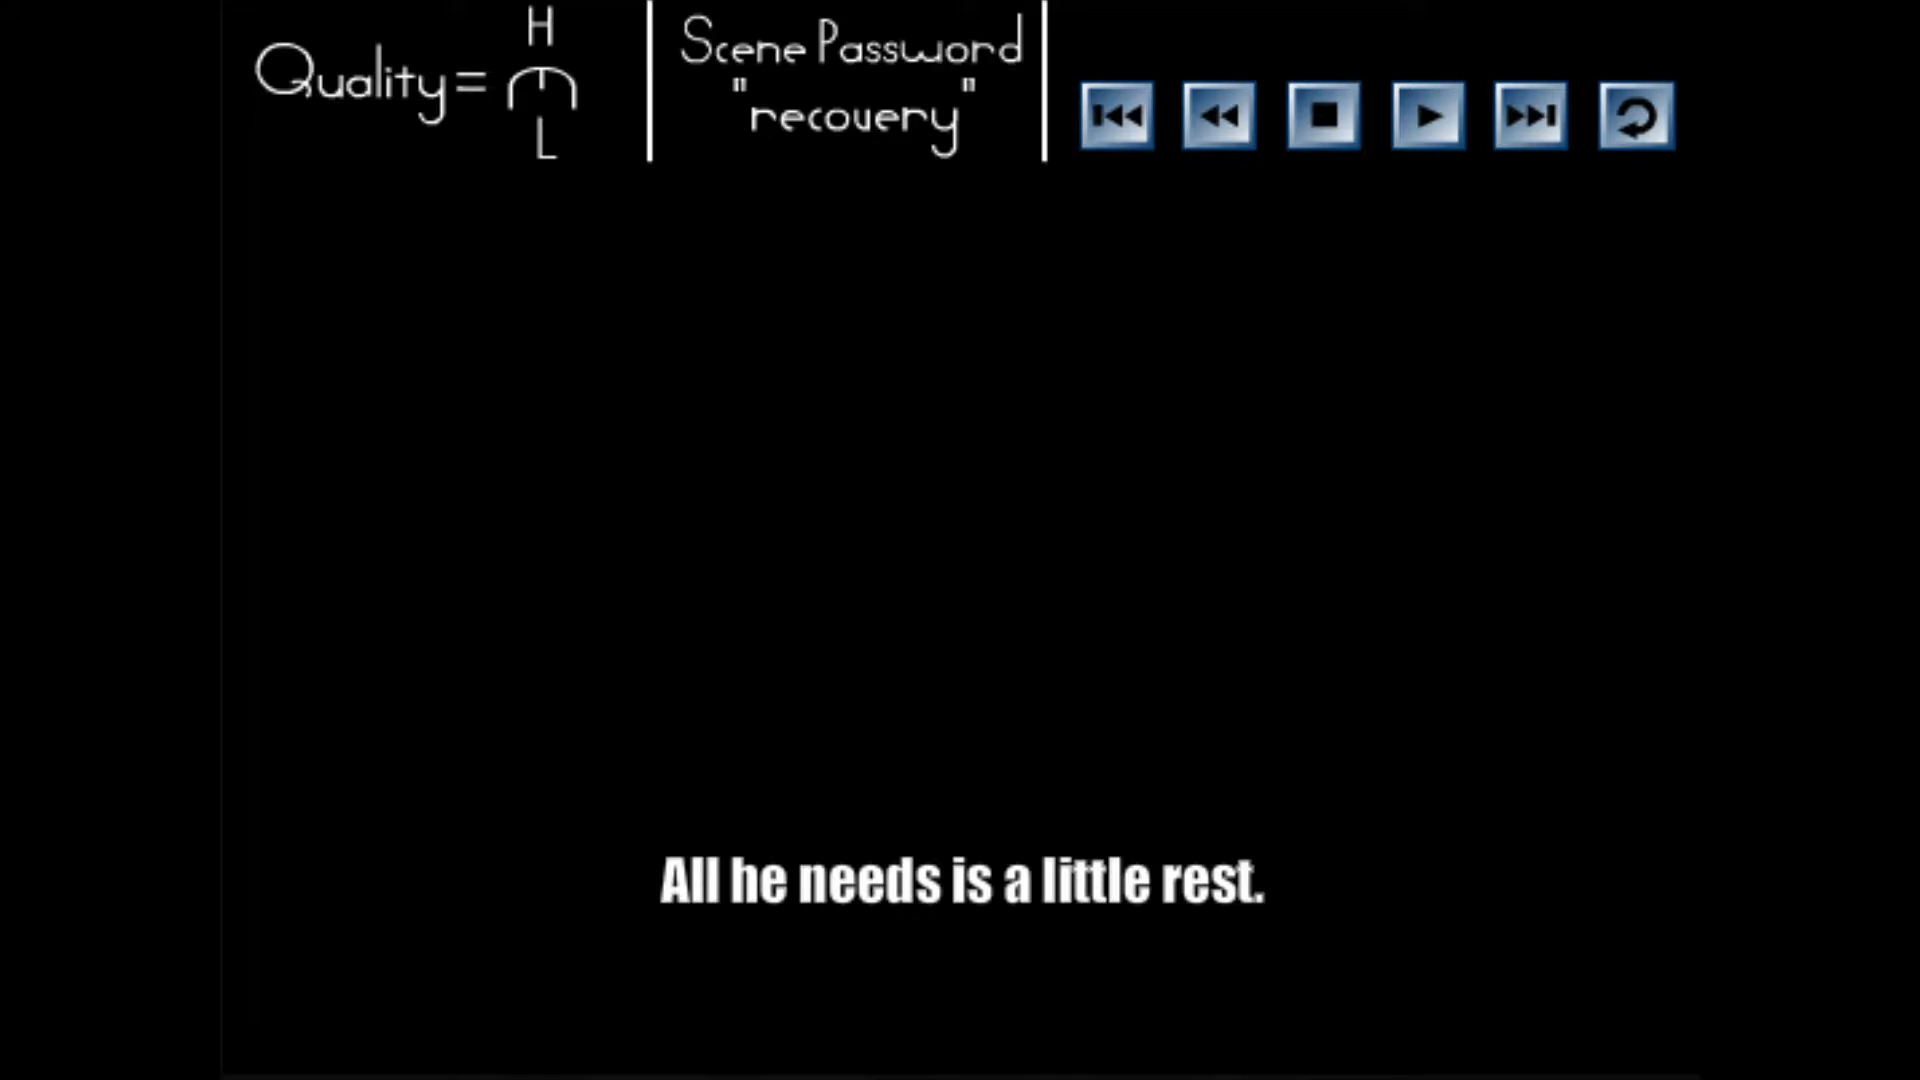 H
Quality=
M
L
Scene Password
"recovery"
All he needs is a little rest.